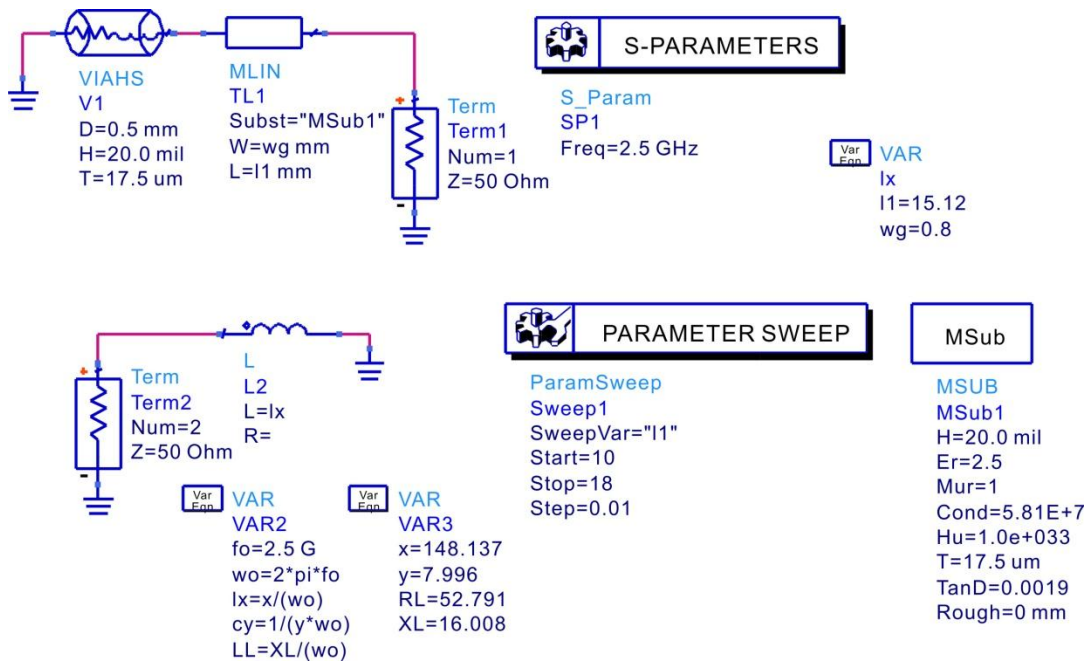 VIAHS
V1
D=0.5 mm
H=20.0 mil
T=17.5 um
MLIN
TL1
Subst="MSub1"
W=wg mm
L=l1 mm
+
Term
Term1
Num=1
Z=50 Ohm
-
S-PARAMETERS
S_Param
SP1
Freq=2.5 GHz
Var
Eqn
VAR
lx
l1=15.12
wg=0.8
+
Term
Term2
Num=2
Z=50 Ohm
-
L
L2
L=lx
R=
Var
Eqn
VAR
VAR2
fo=2.5 G
wo=2*pi*fo
lx=x/(wo)
cy=1/(y*wo)
LL=XL/(wo)
Var
Eqn
VAR
VAR3
x=148.137
y=7.996
RL=52.791
XL=16.008
PARAMETER SWEEP
ParamSweep
Sweep1
SweepVar="l1"
Start=10
Stop=18
Step=0.01
MSub
MSUB
MSub1
H=20.0 mil
Er=2.5
Mur=1
Cond=5.81E+7
Hu=1.0e+033
T=17.5 um
TanD=0.0019
Rough=0 mm